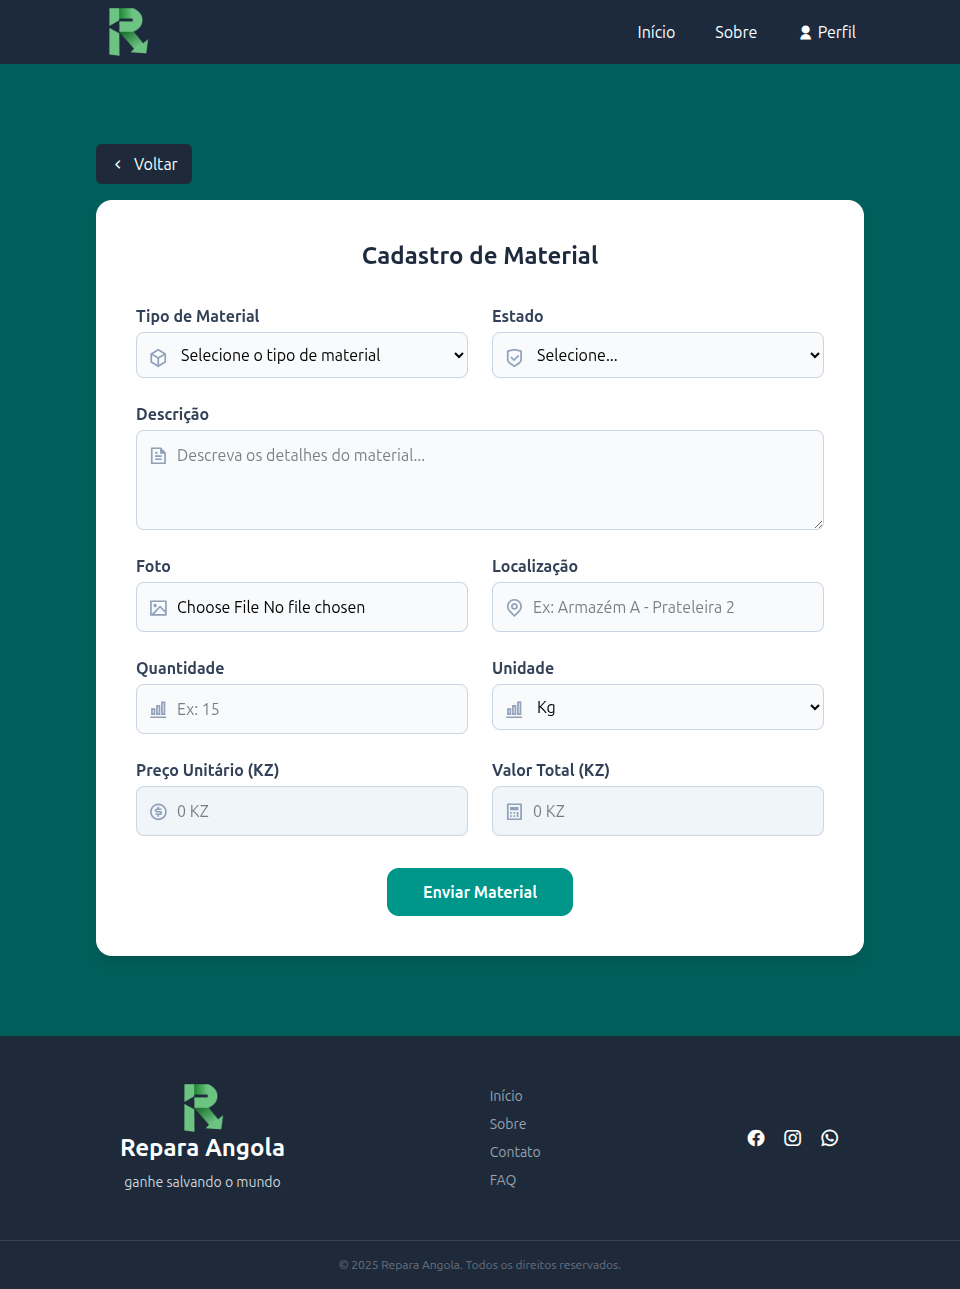 Início Sobre Perfil
Voltar
Cadastro de Material
Tipo de Material Estado
Selecione o tipo de material Selecione...
Descrição
Descreva os detalhes do material...
Foto Localização
Choose File No file chosen Ex: Armazém A - Prateleira 2
Quantidade Unidade
Ex: 15 Kg
Preço Unitário (KZ) Valor Total (KZ)
0 KZ 0 KZ
Enviar Material
Repara Angola
ganhe salvando o mundo
Início
Sobre
Contato
FAQ
© 2025 Repara Angola. Todos os direitos reservados.